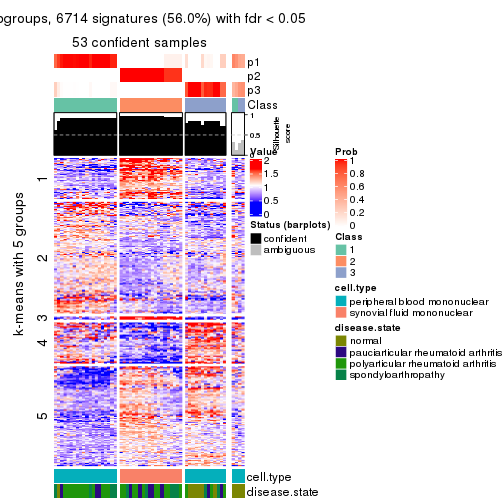 ogroups, 6714 signatures (56.0%) with fdr < 0.05
53 confident samples
p1
p2
p3
Class
1
0.5
0
Silhouette
score
k-means with 5 groups
1
2
3
4
5
cell.type
disease.state
Value
2
1.5
1
0.5
0
Status (barplots)
confident
ambiguous
Prob
1
0.8
0.6
0.4
0.2
0
Class
1
2
3
cell.type
peripheral blood mononuclear
synovial fluid mononuclear
disease.state
normal
pauciarticular rheumatoid arthritis
polyarticular rheumatoid arthritis
spondyloarthropathy